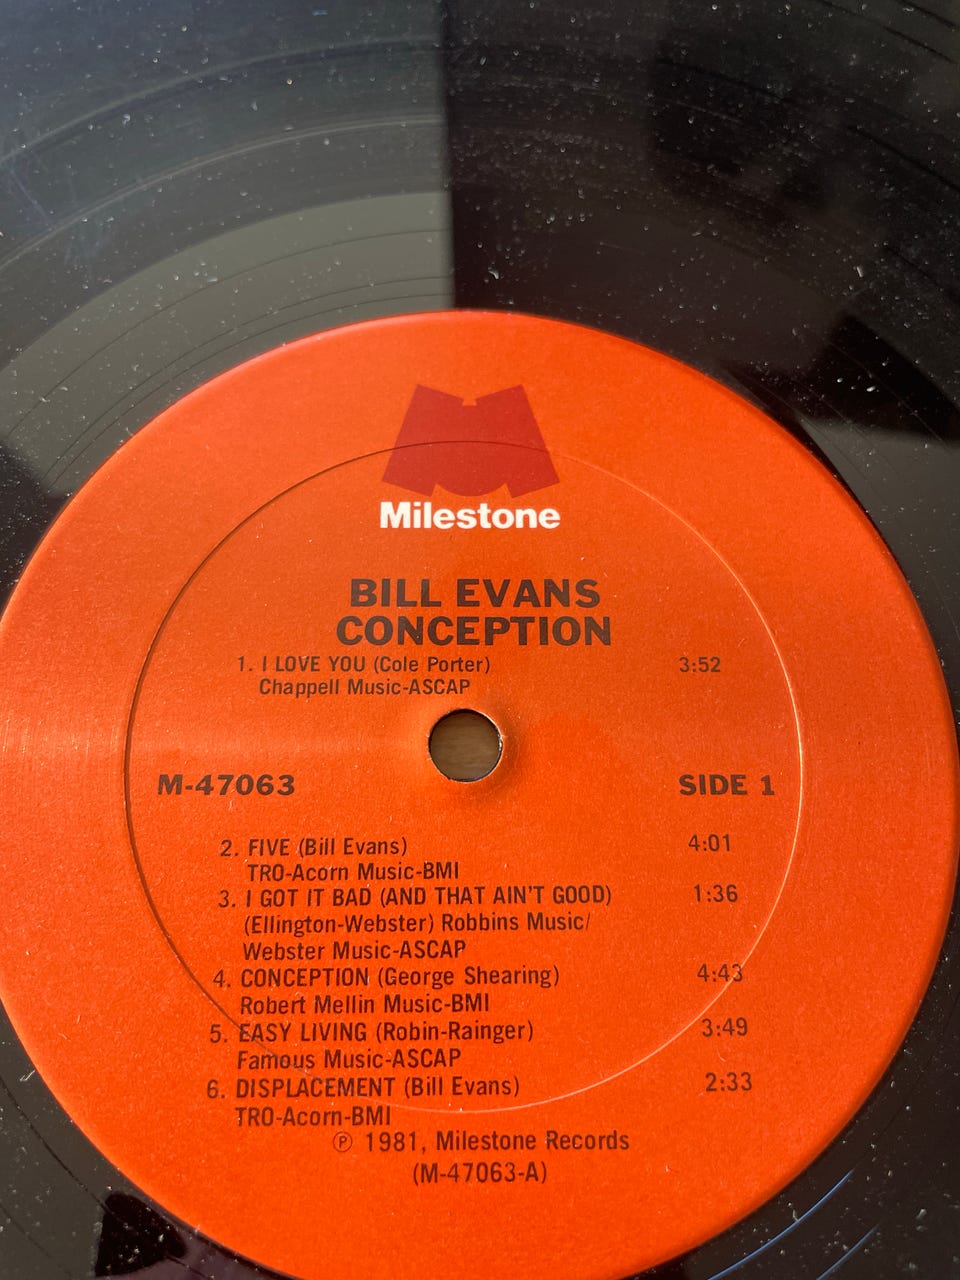 Milestone
BILL EVANS
CONCEPTION
1. I LOVE YOU (Cole Porter) 3:52
Chappell Music-ASCAP
M-47063 SIDE 1
2. FIVE (Bill Evans) 4:01
TRO-Acorn Music-BMI
3. I GOT IT BAD (AND THAT AIN'T GOOD) 1:36
(Ellington-Webster) Robbins Music/
Webster Music-ASCAP
4. CONCEPTION (George Shearing) 4:43
Robert Mellin Music-BMI
5. EASY LIVING (Robin-Rainger) 3:49
Famous Music-ASCAP
6. DISPLACEMENT (Bill Evans) 2:33
TRO-Acorn-BMI
℗ 1981, Milestone Records
(M-47063-A)